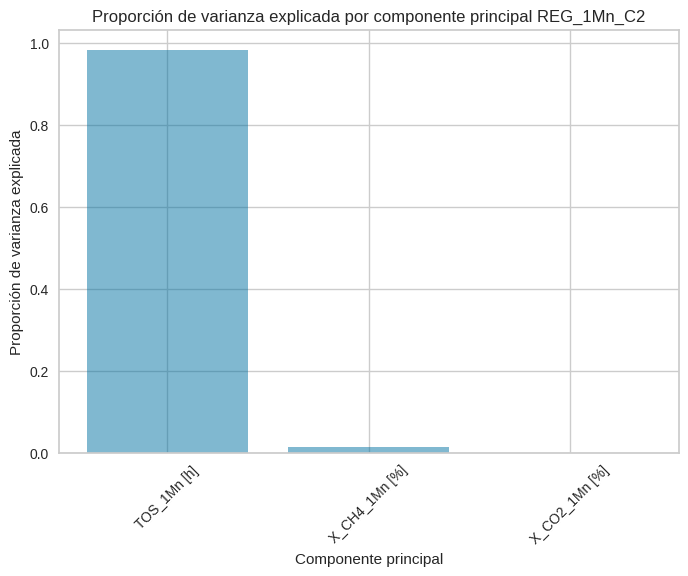 Proporción de varianza explicada por componente principal REG_1Mn_C2
Proporción de varianza explicada
1.0
0.8
0.6
0.4
0.2
0.0
TOS_1Mn [h]
X_CH4_1Mn [%]
X_CO2_1Mn [%]
Componente principal